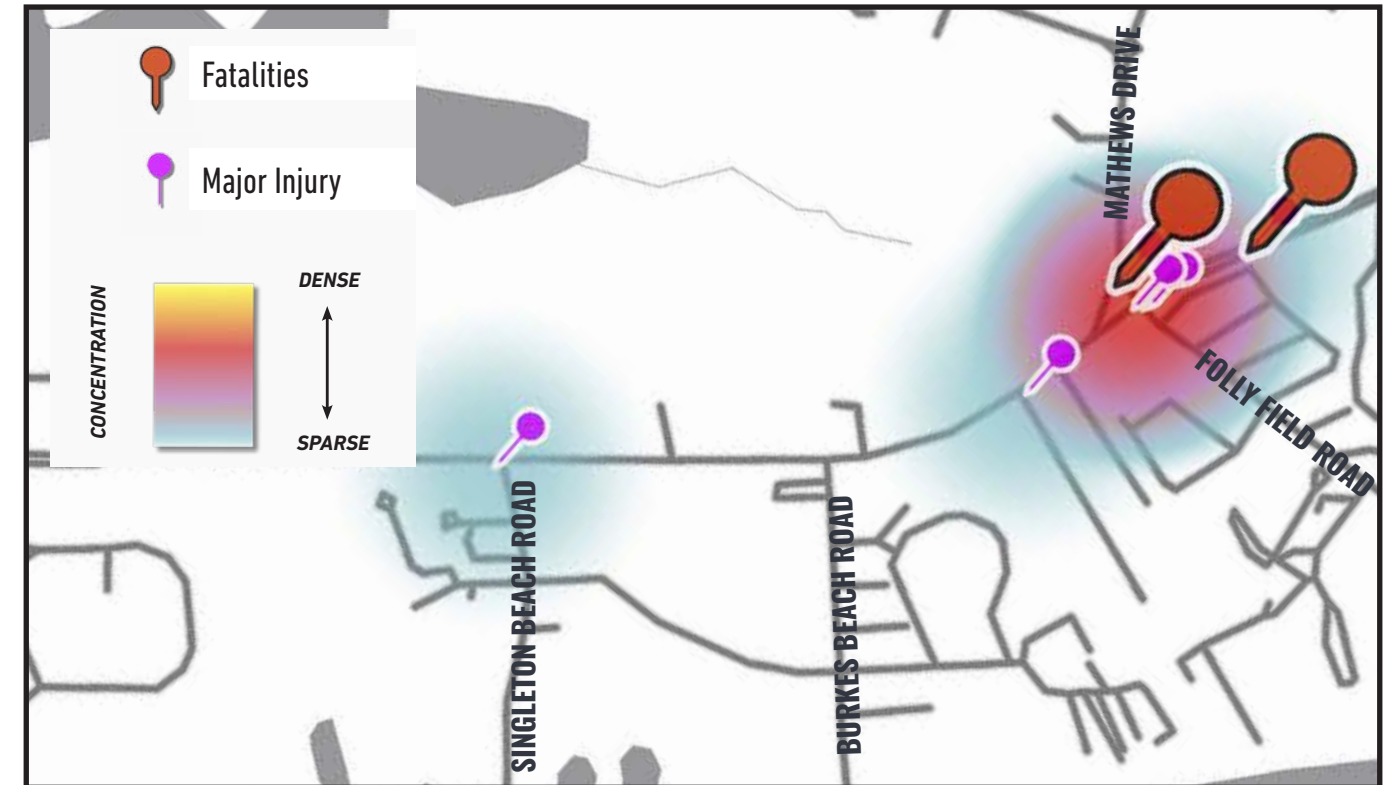 Fatalities
Major Injury
CONCENTRATION
DENSE
SPARSE
MATHEWS DRIVE
FOLLY FIELD ROAD
SINGLETON BEACH ROAD
BURKES BEACH ROAD